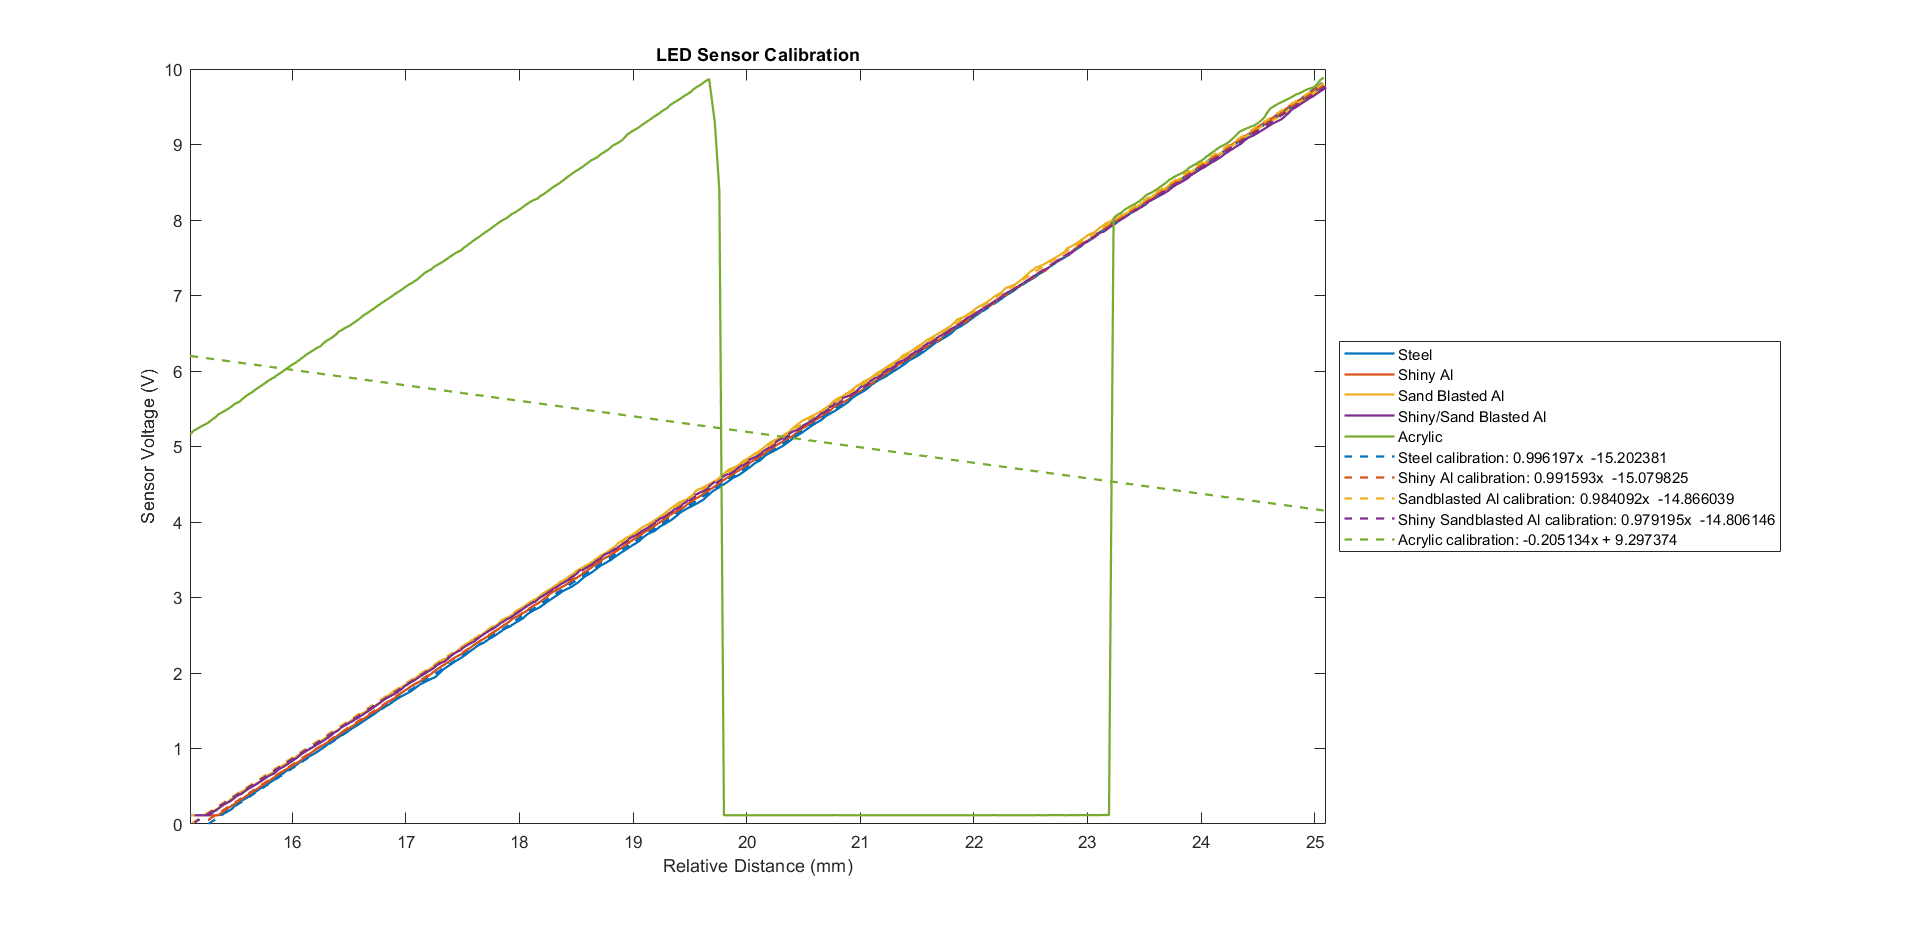 LED Sensor Calibration
10
9
8
7
6
5
4
3
2
1
0
Sensor Voltage (V)
16 17 18 19 20 21 22 23 24 25
Relative Distance (mm)
Steel
Shiny Al
Sand Blasted Al
Shiny/Sand Blasted Al
Acrylic
Steel calibration: 0.996197x -15.202381
Shiny Al calibration: 0.991593x -15.079825
Sandblasted Al calibration: 0.984092x -14.866039
Shiny Sandblasted Al calibration: 0.979195x -14.806146
Acrylic calibration: -0.205134x + 9.297374